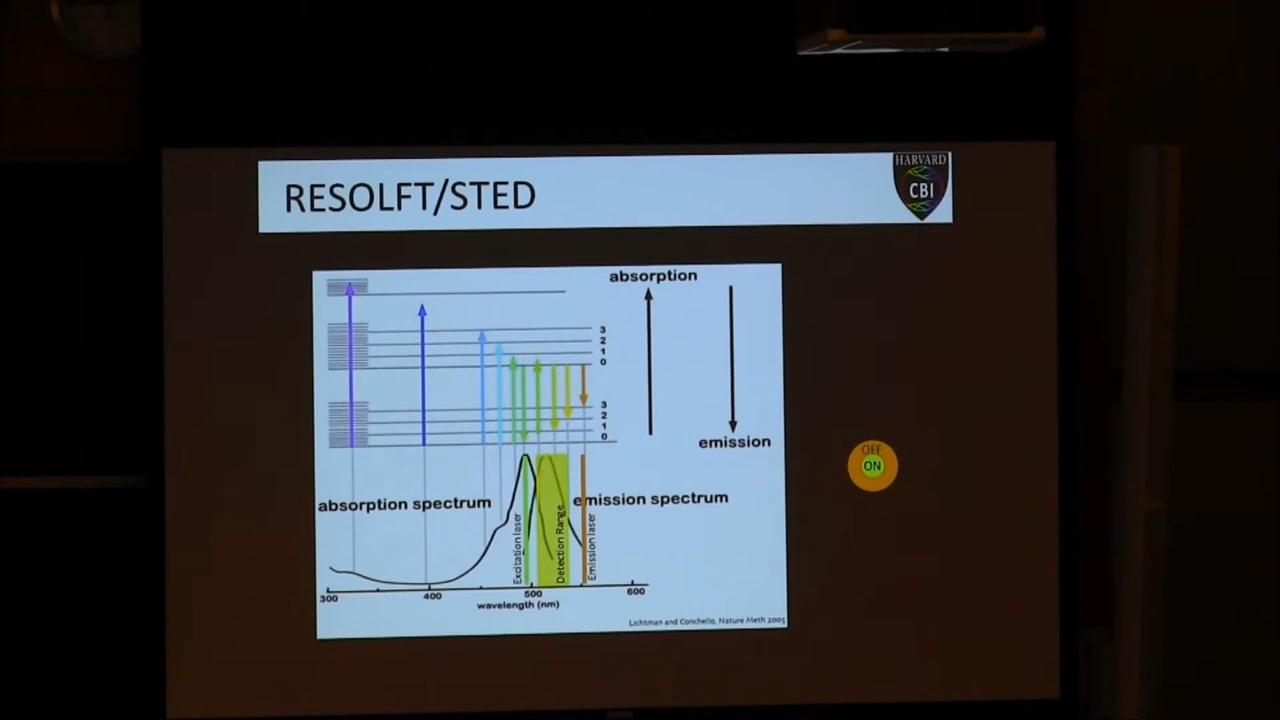 RESOLFT/STED
HARVARD
CBI
absorption
3
2
1
0
3
2
1
0
emission
OFF
ON
absorption spectrum
emission spectrum
Excitation laser
Detection Range
Emission laser
300
400
500
600
wavelength (nm)
Lichtman and Conchello, Nature Meth 2005